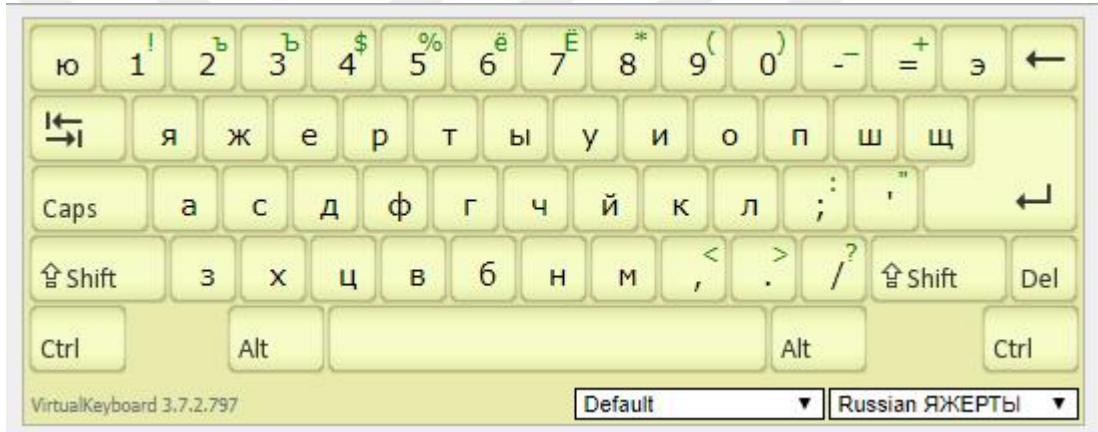 ю 1 ! 2 ъ 3 Ъ 4 $ 5 % 6 ё 7 Ё 8 * 9 ( 0 ) - _ = + э ←
я ж е р т ы у и о п ш щ
Caps а с д ф г ч й к л ; : ' "
Shift з х ц в б н м , < . > / ? Shift Del
Ctrl Alt Alt Ctrl
VirtualKeyboard 3.7.2.797 Default Russian ЯЖЕРТЫ